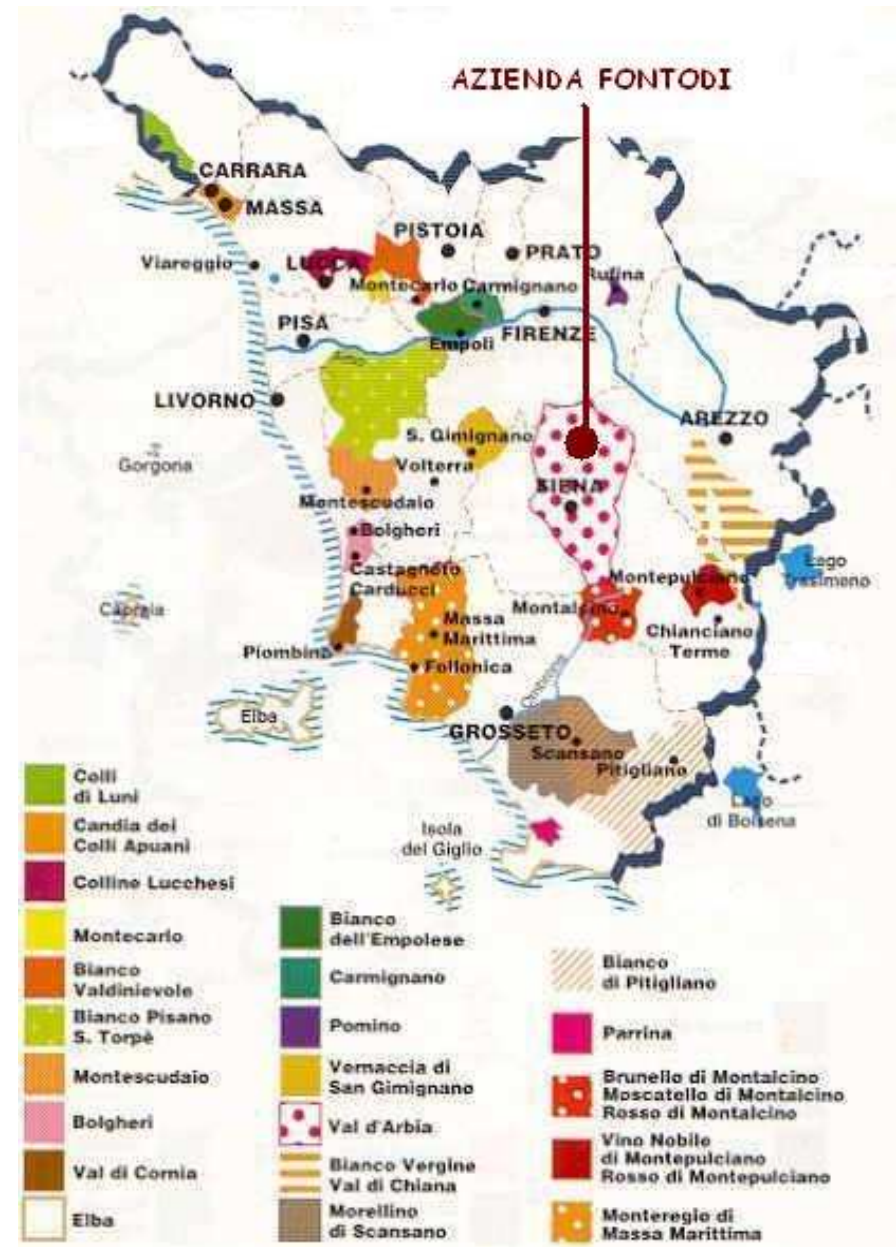 AZIENDA FONTODI
CARRARA
MASSA
PISTOIA
PRATO
Viareggio
LUCCA
Rufina
Montecarlo
Carmignano
PISA
FIRENZE
Empoli
LIVORNO
AREZZO
S. Gimignano
Gorgona
Volterra
SIENA
Montescudaio
Bolgheri
Lago
Trasimeno
Castagneto
Carducci
Montepulciano
Capraia
Montalcino
Massa
Marittima
Chianciano
Terme
Piombino
Follonica
Ombrone
Elba
GROSSETO
Scansano
Pitigliano
Lago
di Bolsena
Isola
del Giglio
Colli
di Luni
Candia dei
Colli Apuani
Colline Lucchesi
Montecarlo
Bianco
Valdinievole
Bianco Pisano
S. Torpè
Montescudaio
Bolgheri
Val di Cornia
Elba
Bianco
dell'Empolese
Carmignano
Pomino
Vernaccia di
San Gimignano
Val d'Arbia
Bianco Vergine
Val di Chiana
Morellino
di Scansano
Bianco
di Pitigliano
Parrina
Brunello di Montalcino
Moscatello di Montalcino
Rosso di Montalcino
Vino Nobile
di Montepulciano
Rosso di Montepulciano
Monteregio di
Massa Marittima